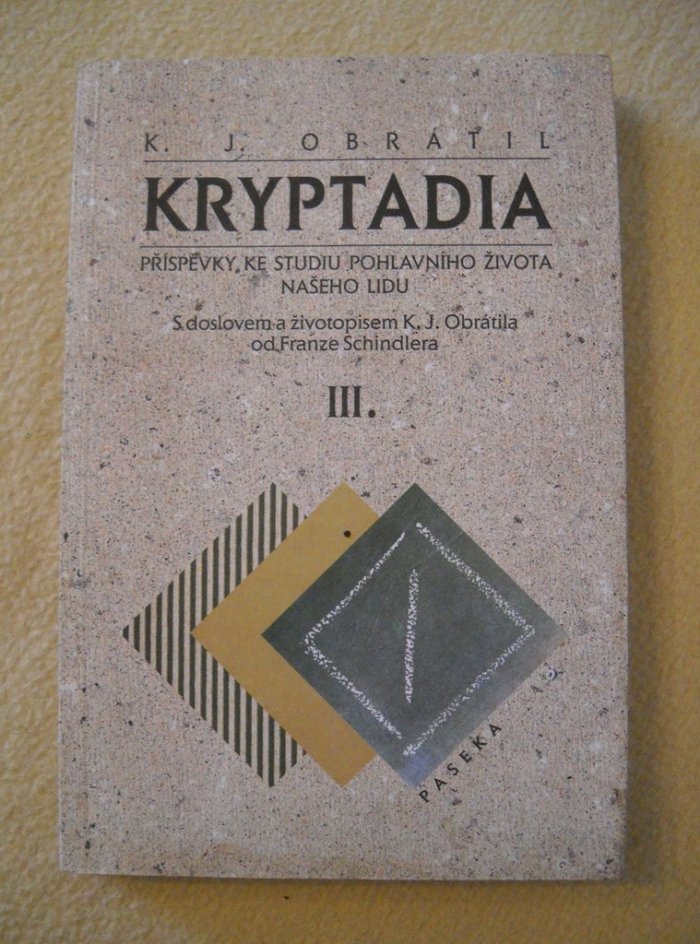 K. J. OBRÁTIL
KRYPTADIA
PŘÍSPĚVKY KE STUDIU POHLAVNÍHO ŽIVOTA
NAŠEHO LIDU
S doslovem a životopisem K. J. Obrátila
od Franze Schindlera
III.
PASEKA